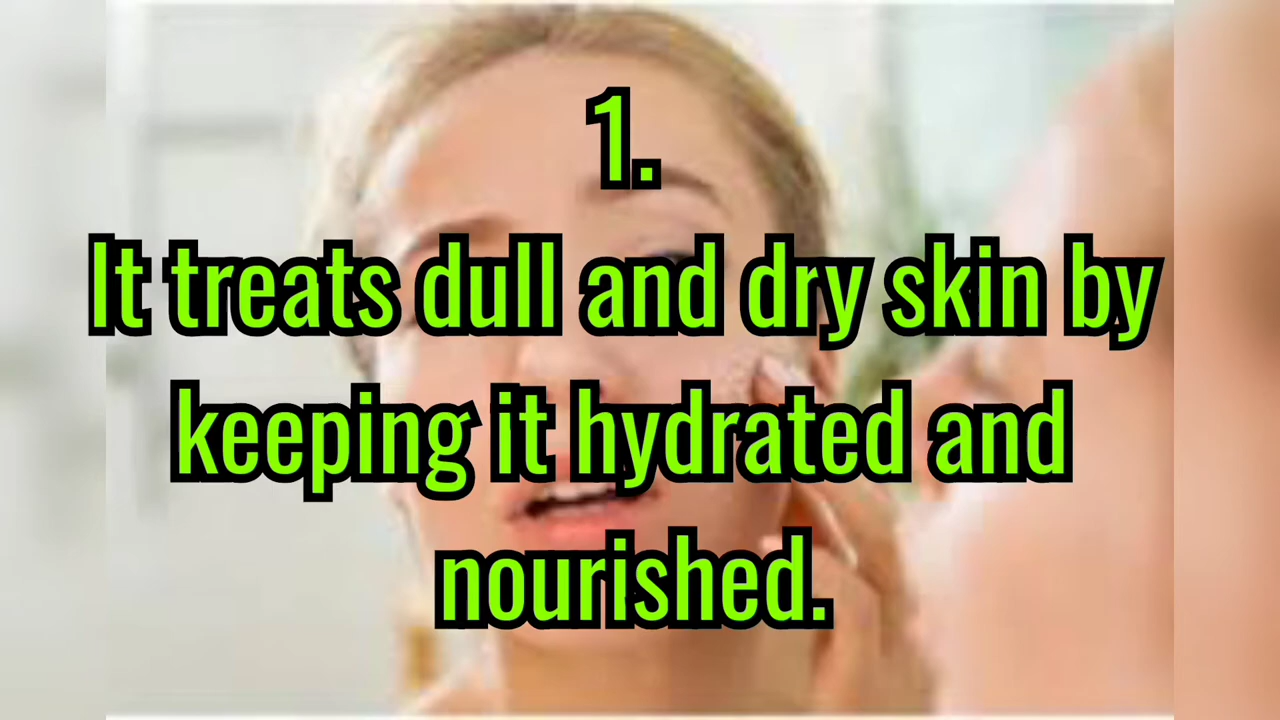 1.
It treats dull and dry skin by
keeping it hydrated and
nourished.